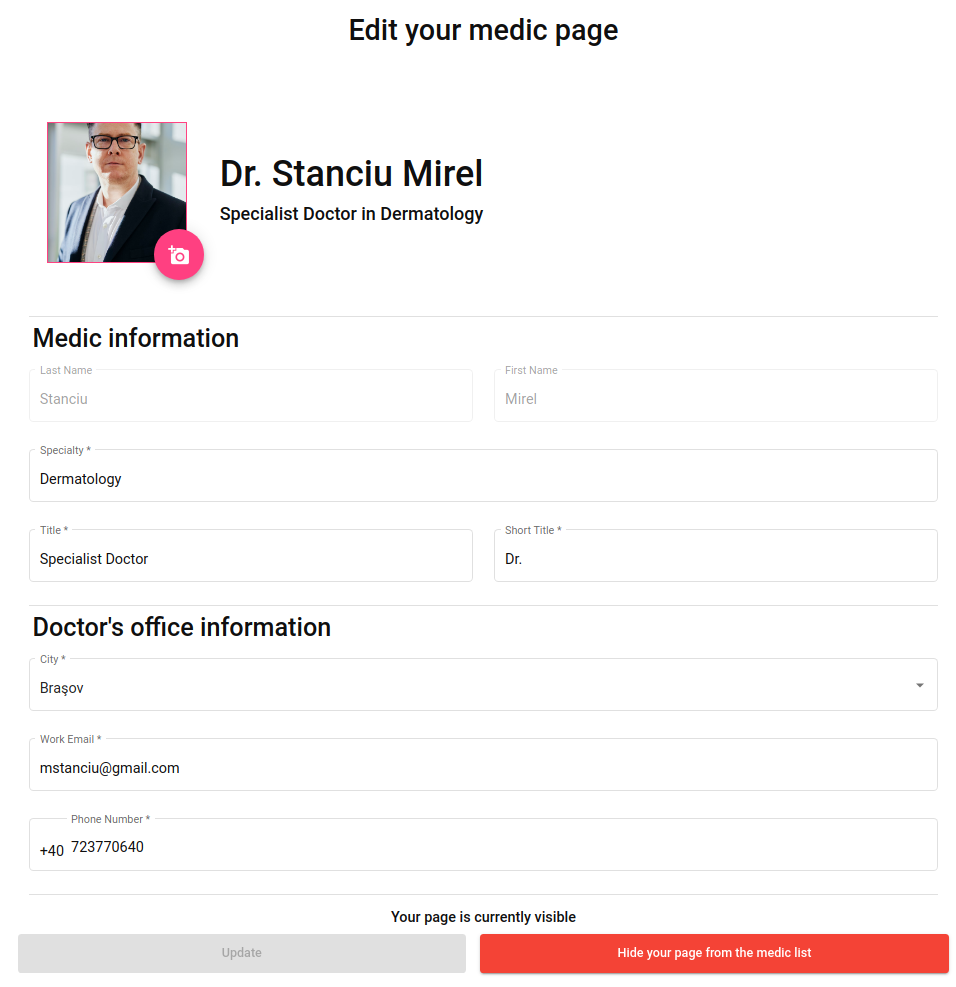 Edit your medic page
Dr. Stanciu Mirel
Specialist Doctor in Dermatology
Medic information
Last Name
Stanciu
First Name
Mirel
Specialty *
Dermatology
Title *
Specialist Doctor
Short Title *
Dr.
Doctor's office information
City *
Braşov
Work Email *
mstanciu@gmail.com
Phone Number *
+40 723770640
Your page is currently visible
Update
Hide your page from the medic list